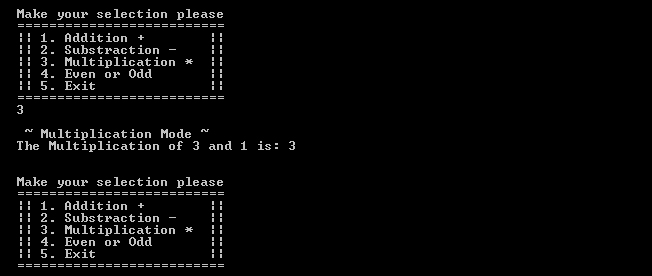 Make your selection please
==========================
|| 1. Addition +        ||
|| 2. Substraction -    ||
|| 3. Multiplication *  ||
|| 4. Even or Odd       ||
|| 5. Exit              ||
==========================
3
~ Multiplication Mode ~
The Multiplication of 3 and 1 is: 3
Make your selection please
==========================
|| 1. Addition +        ||
|| 2. Substraction -    ||
|| 3. Multiplication *  ||
|| 4. Even or Odd       ||
|| 5. Exit              ||
==========================